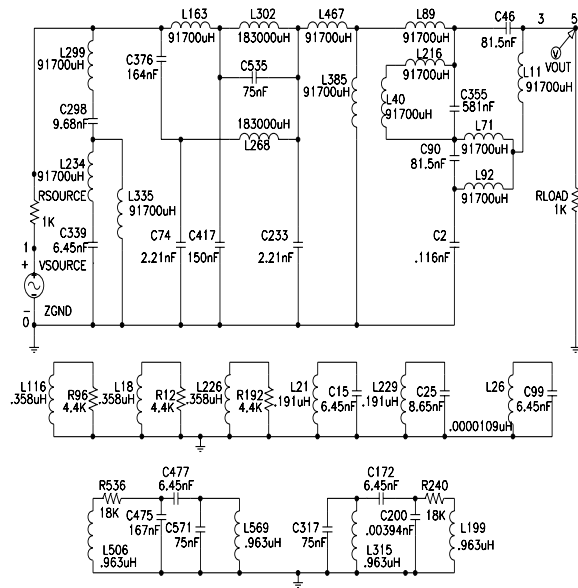 C46
3
5
L163
91700uH
L302
183000uH
L467
91700uH
L89
91700uH
81.5nF
V
VOUT
L299
91700uH
C376
164nF
C535
75nF
L385
91700uH
L216
91700uH
L11
91700uH
L40
91700uH
C355
581nF
C298
9.68nF
183000uH
L268
L71
91700uH
C90
81.5nF
L234
91700uH
L92
91700uH
RSOURCE
1K
L335
91700uH
RLOAD
1K
C339
6.45nF
C74
2.21nF
C417
150nF
C233
2.21nF
C2
.116nF
1
+
VSOURCE
−
0
ZGND
L116
.358uH
R96
4.4K
L18
.358uH
R12
4.4K
L226
.358uH
R192
4.4K
L21
.191uH
C15
6.45nF
L229
.191uH
C25
8.65nF
L26
.0000109uH
C99
6.45nF
R536
18K
C477
6.45nF
C475
167nF
C571
75nF
L569
.963uH
L506
.963uH
C172
6.45nF
R240
18K
C317
75nF
C200
.00394nF
L315
.963uH
L199
.963uH